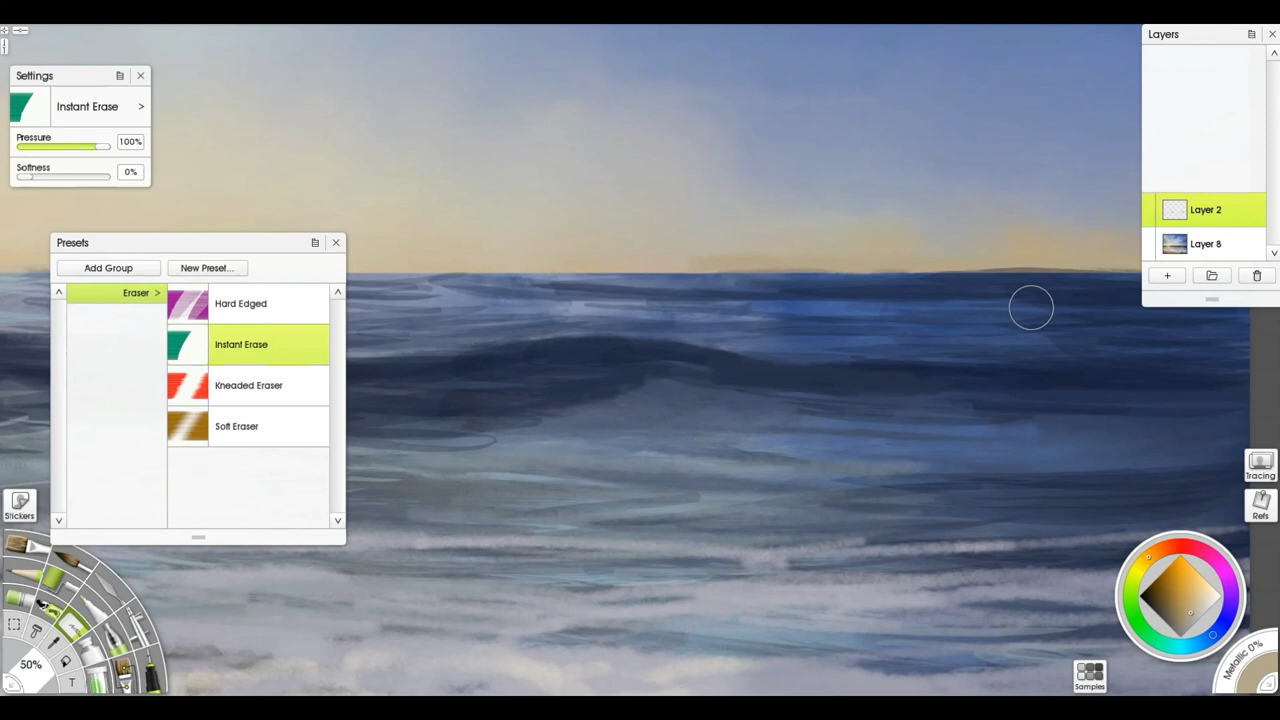 Settings
Instant Erase >
Pressure
100%
Softness
0%
Presets
Add Group
New Preset...
Eraser >
Hard Edged
Instant Erase
Kneaded Eraser
Soft Eraser
Layers
Layer 2
Layer 8
+
Stickers
50%
T
Tracing
Refs
Samples
Metallic 0%